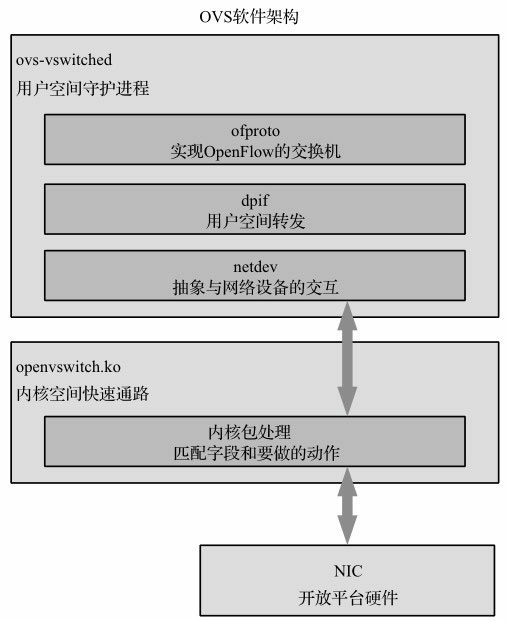 OVS软件架构
ovs-vswitched
用户空间守护进程
ofproto
实现OpenFlow的交换机
dpif
用户空间转发
netdev
抽象与网络设备的交互
openvswitch.ko
内核空间快速通路
内核包处理
匹配字段和要做的动作
NIC
开放平台硬件